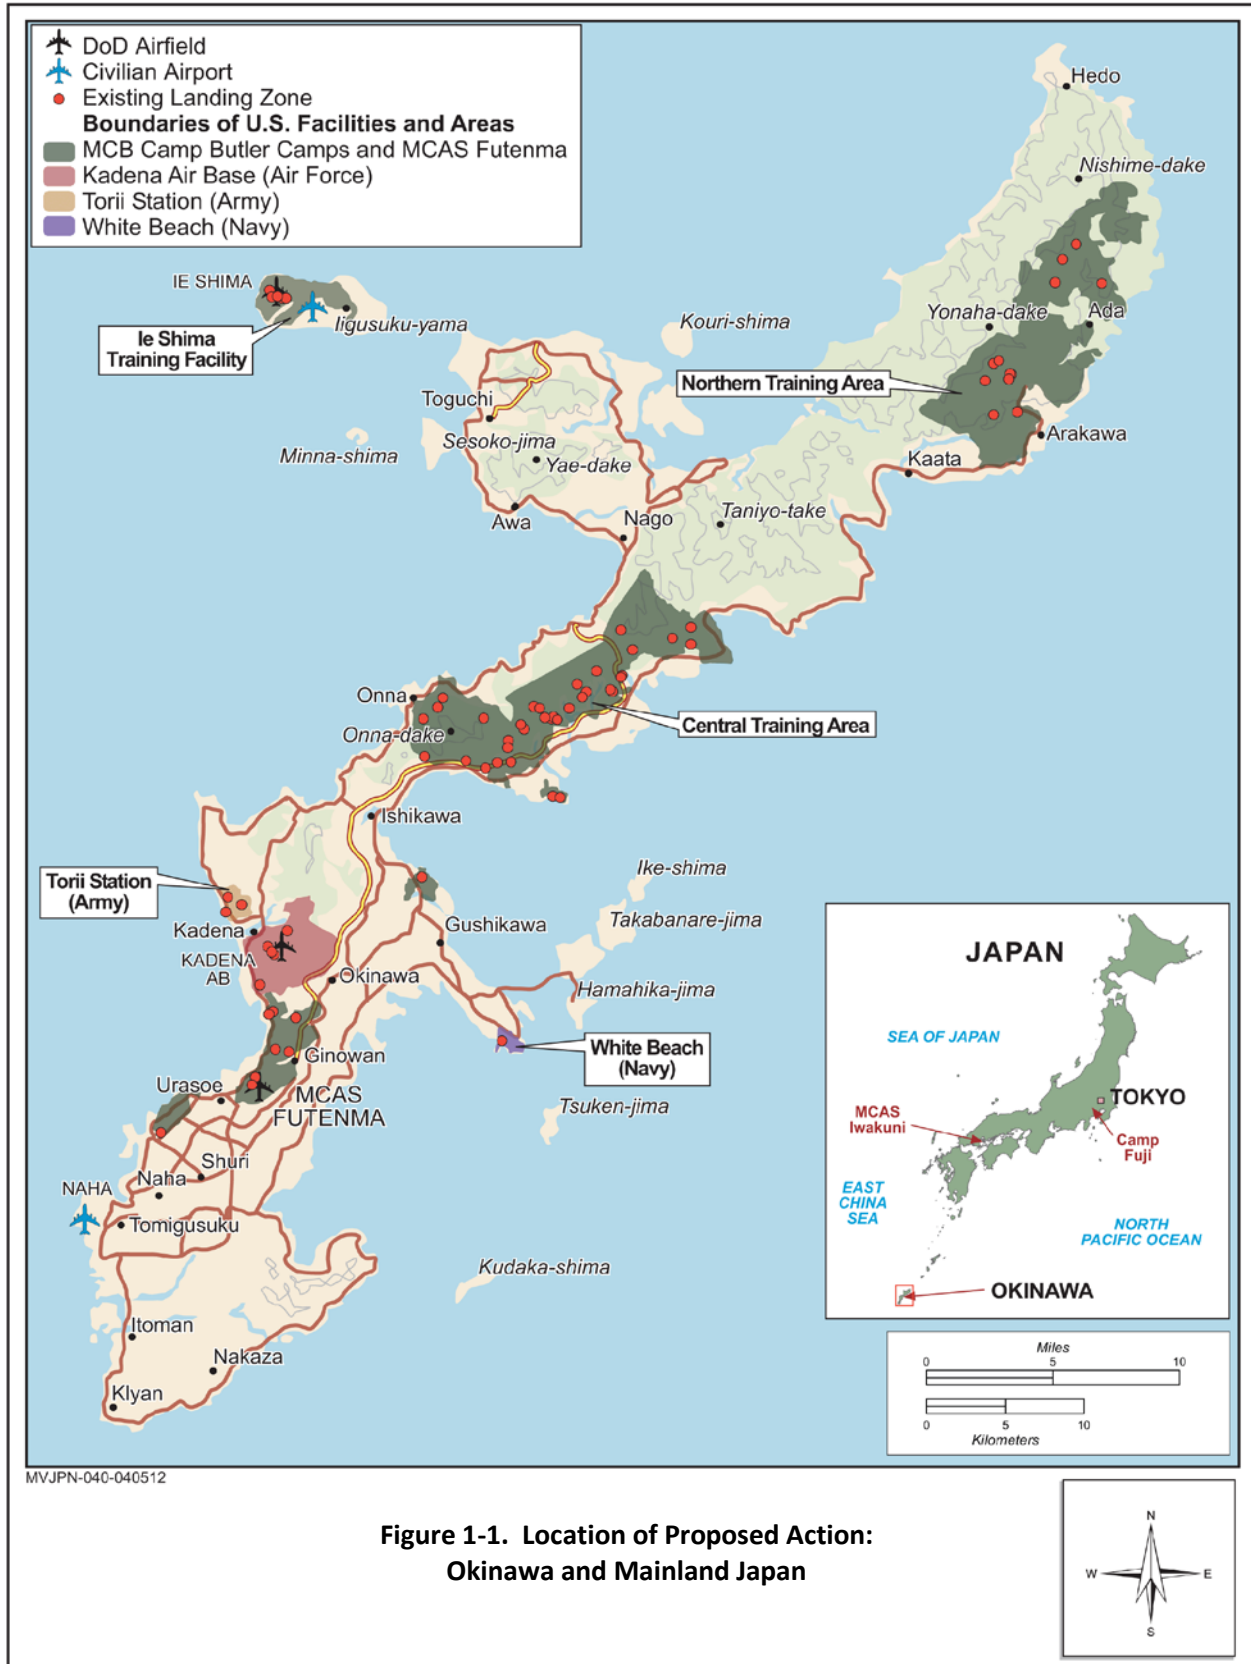 DoD Airfield
Civilian Airport
Existing Landing Zone
Boundaries of U.S. Facilities and Areas
MCB Camp Butler Camps and MCAS Futenma
Kadena Air Base (Air Force)
Torii Station (Army)
White Beach (Navy)
Hedo
Nishime-dake
IE SHIMA
Iigusuku-yama
Ie Shima
Training Facility
Kouri-shima
Yonaha-dake
Ada
Northern Training Area
Toguchi
Sesoko-jima
Minna-shima
Yae-dake
Arakawa
Kaata
Awa
Nago
Taniyo-take
Onna
Onna-dake
Central Training Area
Ishikawa
Torii Station
(Army)
Ike-shima
Takabanare-jima
Kadena
Gushikawa
KADENA
AB
Okinawa
Hamahika-jima
White Beach
(Navy)
Ginowan
Urasoe
MCAS
FUTENMA
Tsuken-jima
Shuri
Naha
NAHA
Tomigusuku
Kudaka-shima
Itoman
Nakaza
Klyan
JAPAN
SEA OF JAPAN
TOKYO
MCAS
Iwakuni
Camp
Fuji
EAST
CHINA
SEA
NORTH
PACIFIC OCEAN
OKINAWA
Miles
0 5 10
0 5 10
Kilometers
MVJPN-040-040512
Figure 1-1. Location of Proposed Action:
Okinawa and Mainland Japan
N
W E
S